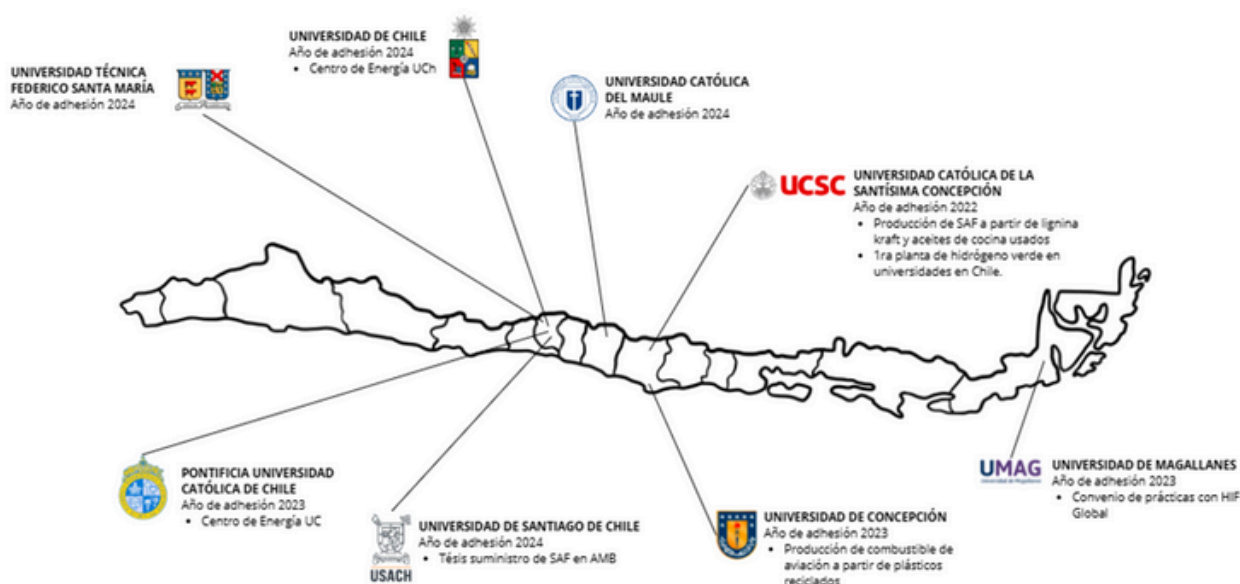 UNIVERSIDAD DE CHILE
Año de adhesión 2024
• Centro de Energía UCh
UNIVERSIDAD TÉCNICA
FEDERICO SANTA MARÍA
Año de adhesión 2024
UNIVERSIDAD CATÓLICA
DEL MAULE
Año de adhesión 2024
UCSC
UNIVERSIDAD CATÓLICA DE LA
SANTÍSIMA CONCEPCIÓN
Año de adhesión 2022
• Producción de SAF a partir de lignina
kraft y aceites de cocina usados
• 1ra planta de hidrógeno verde en
universidades en Chile.
PONTIFICIA UNIVERSIDAD
CATÓLICA DE CHILE
Año de adhesión 2023
• Centro de Energía UC
USACH
UNIVERSIDAD DE SANTIAGO DE CHILE
Año de adhesión 2024
• Tésis suministro de SAF en AMB
UNIVERSIDAD DE CONCEPCIÓN
Año de adhesión 2023
• Producción de combustible de
aviación a partir de plásticos
reciclados
UMAG
Universidad de Magallanes
UNIVERSIDAD DE MAGALLANES
Año de adhesión 2023
• Convenio de prácticas con HIF
Global